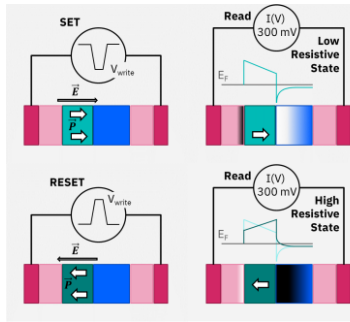 SET
V_write
E
P
Read
I(V)
300 mV
Low
Resistive
State
E_F
RESET
V_write
E
P
Read
I(V)
300 mV
High
Resistive
State
E_F